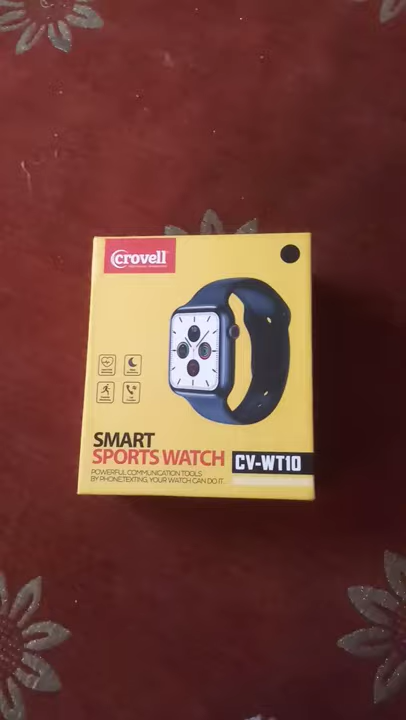 Crovell
SMART
SPORTS WATCH
CV-WT10
POWERFUL COMMUNICATION TOOLS
BY PHONE,TEXTING, YOUR WATCH CAN DO IT.